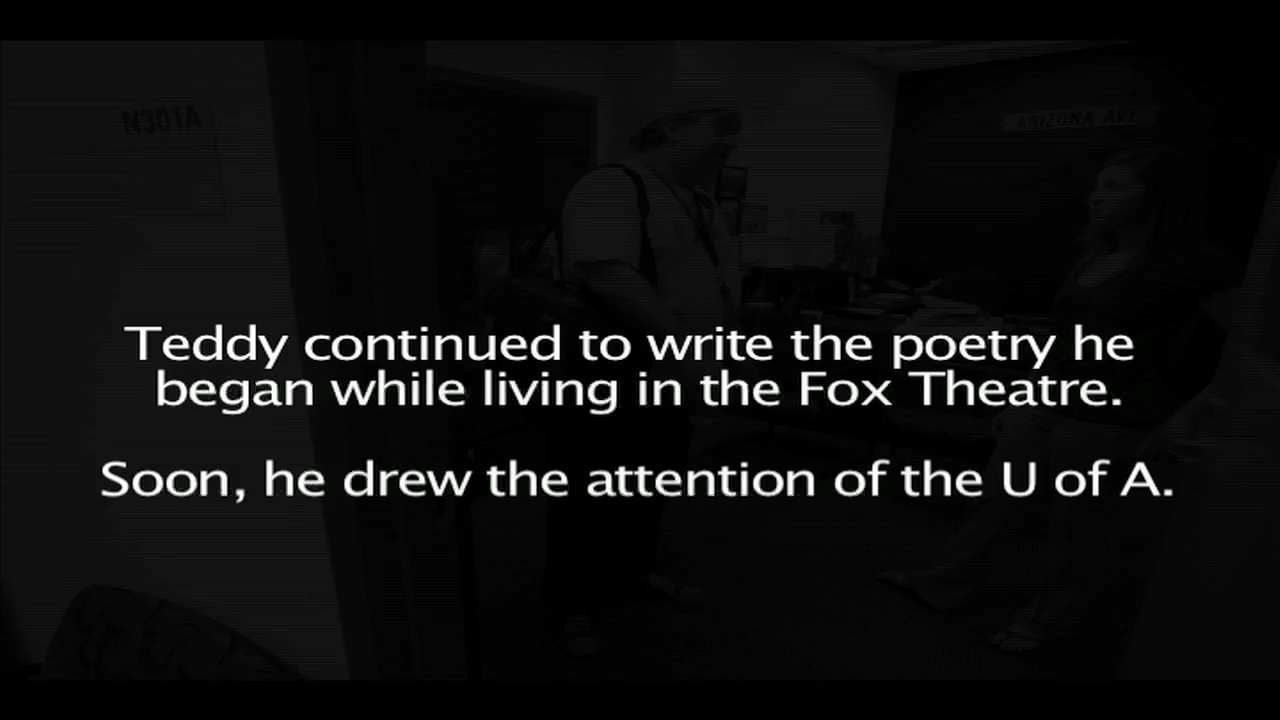 N301A
ARIZONA AVE
Teddy continued to write the poetry he
began while living in the Fox Theatre.
Soon, he drew the attention of the U of A.